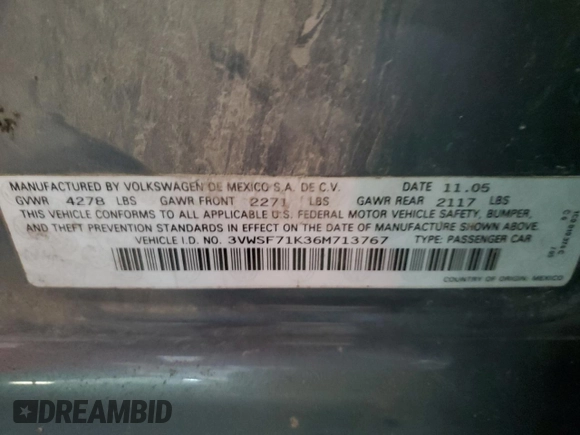 MANUFACTURED BY VOLKSWAGEN DE MEXICO S.A. DE C.V. DATE 11.05
GVWR 4278 LBS GAWR FRONT 2271 LBS GAWR REAR 2117 LBS
THIS VEHICLE CONFORMS TO ALL APPLICABLE U.S. FEDERAL MOTOR VEHICLE SAFETY, BUMPER,
AND THEFT PREVENTION STANDARDS IN EFFECT ON THE DATE OF MANUFACTURE SHOWN ABOVE.
VEHICLE I.D. NO. 3VWSF71K36M713767 TYPE: PASSENGER CAR
COUNTRY OF ORIGIN: MEXICO
DREAMBID